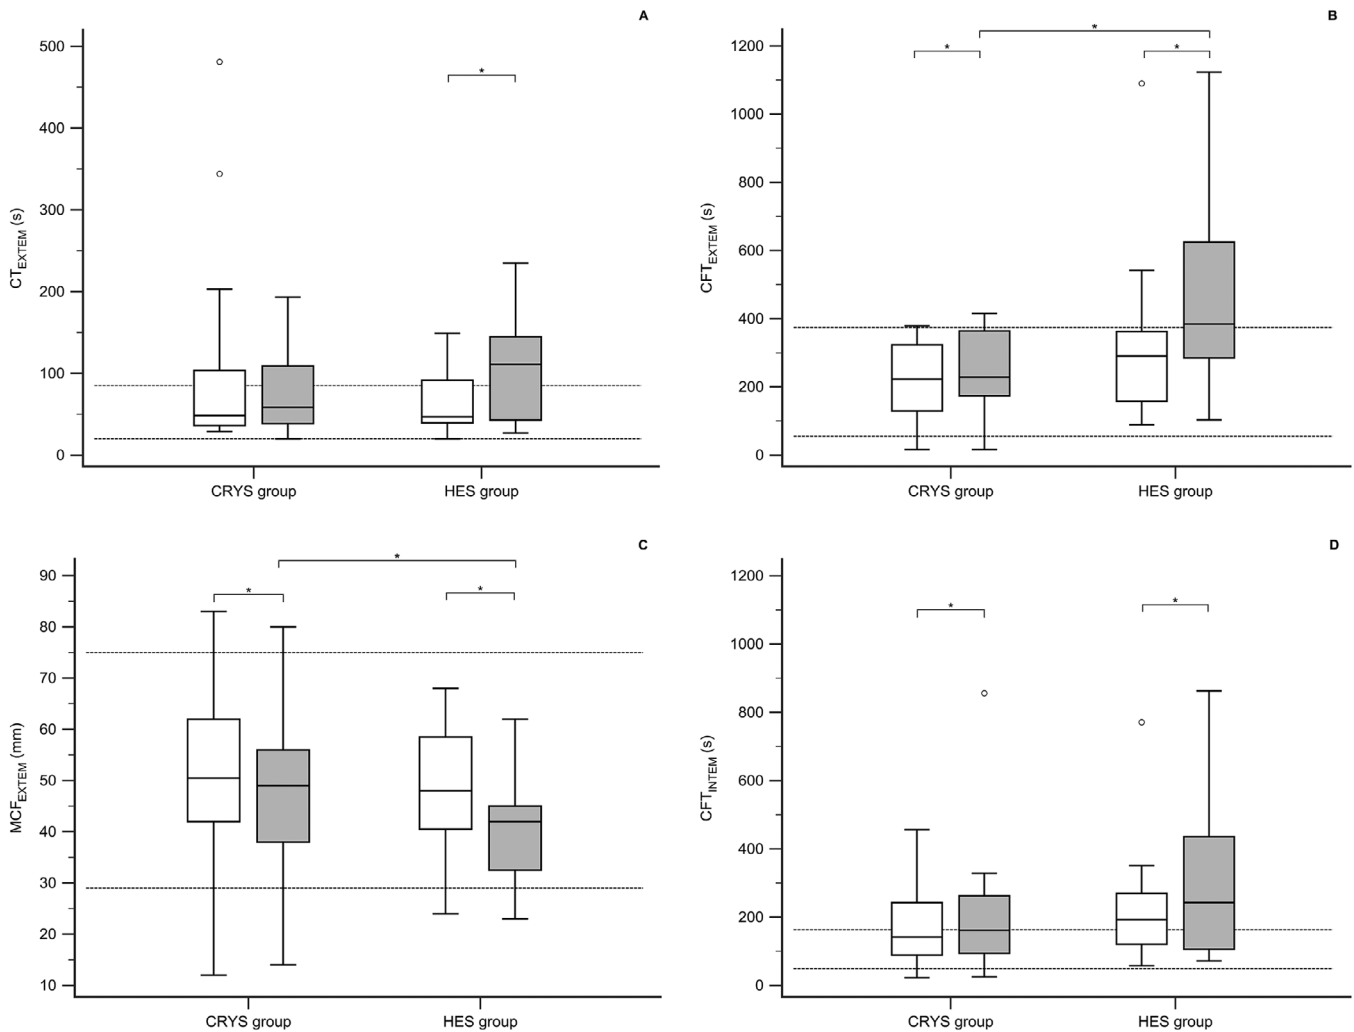 A
500
400
300
200
100
0
CT_EXTEM (s)
*
CRYS group
HES group
B
1200
1000
800
600
400
200
0
CFT_EXTEM (s)
*
*
*
CRYS group
HES group
C
90
80
70
60
50
40
30
20
10
MCF_EXTEM (mm)
*
*
*
CRYS group
HES group
D
1200
1000
800
600
400
200
0
CFT_INTEM (s)
*
*
CRYS group
HES group